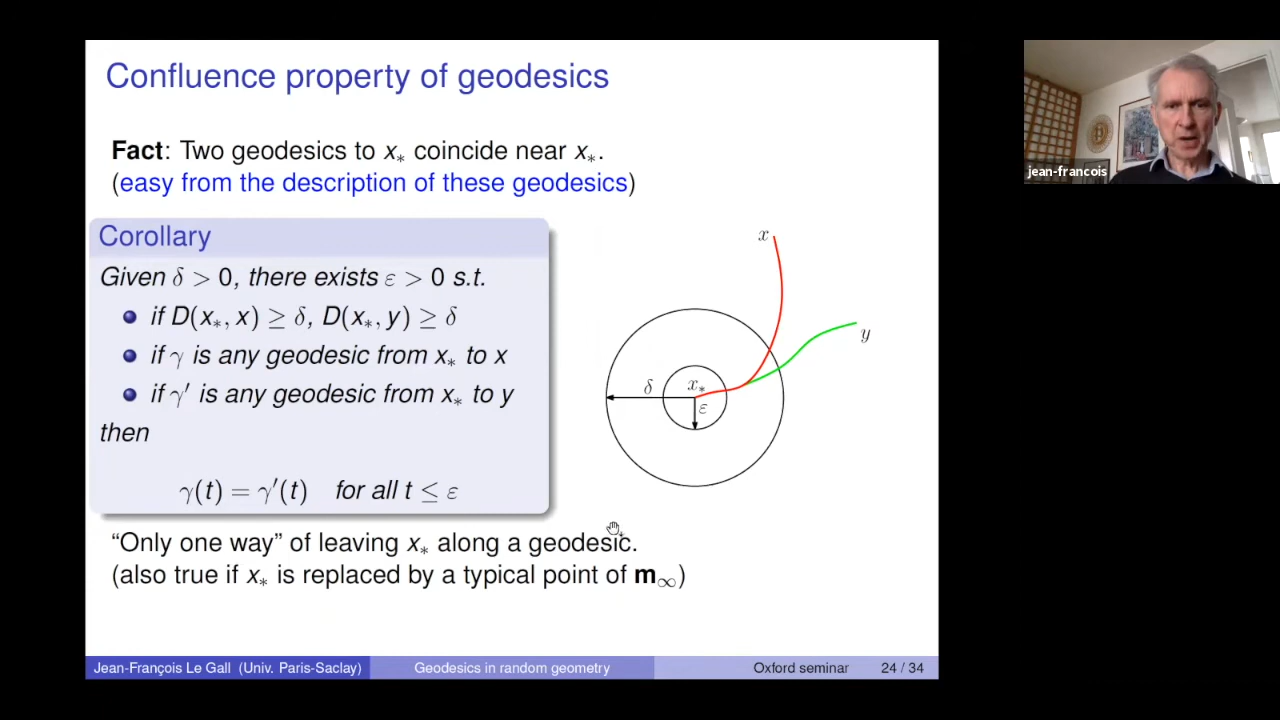 Confluence property of geodesics
Fact: Two geodesics to x∗ coincide near x∗.
(easy from the description of these geodesics)
Corollary
Given δ > 0, there exists ε > 0 s.t.
if D(x∗, x) ≥ δ, D(x∗, y) ≥ δ
if γ is any geodesic from x∗ to x
if γ′ is any geodesic from x∗ to y
then
γ(t) = γ′(t) for all t ≤ ε
x
y
δ
x∗
ε
“Only one way” of leaving x∗ along a geodesic.
(also true if x∗ is replaced by a typical point of m∞)
Jean-François Le Gall (Univ. Paris-Saclay) Geodesics in random geometry Oxford seminar 24 / 34
jean-francois